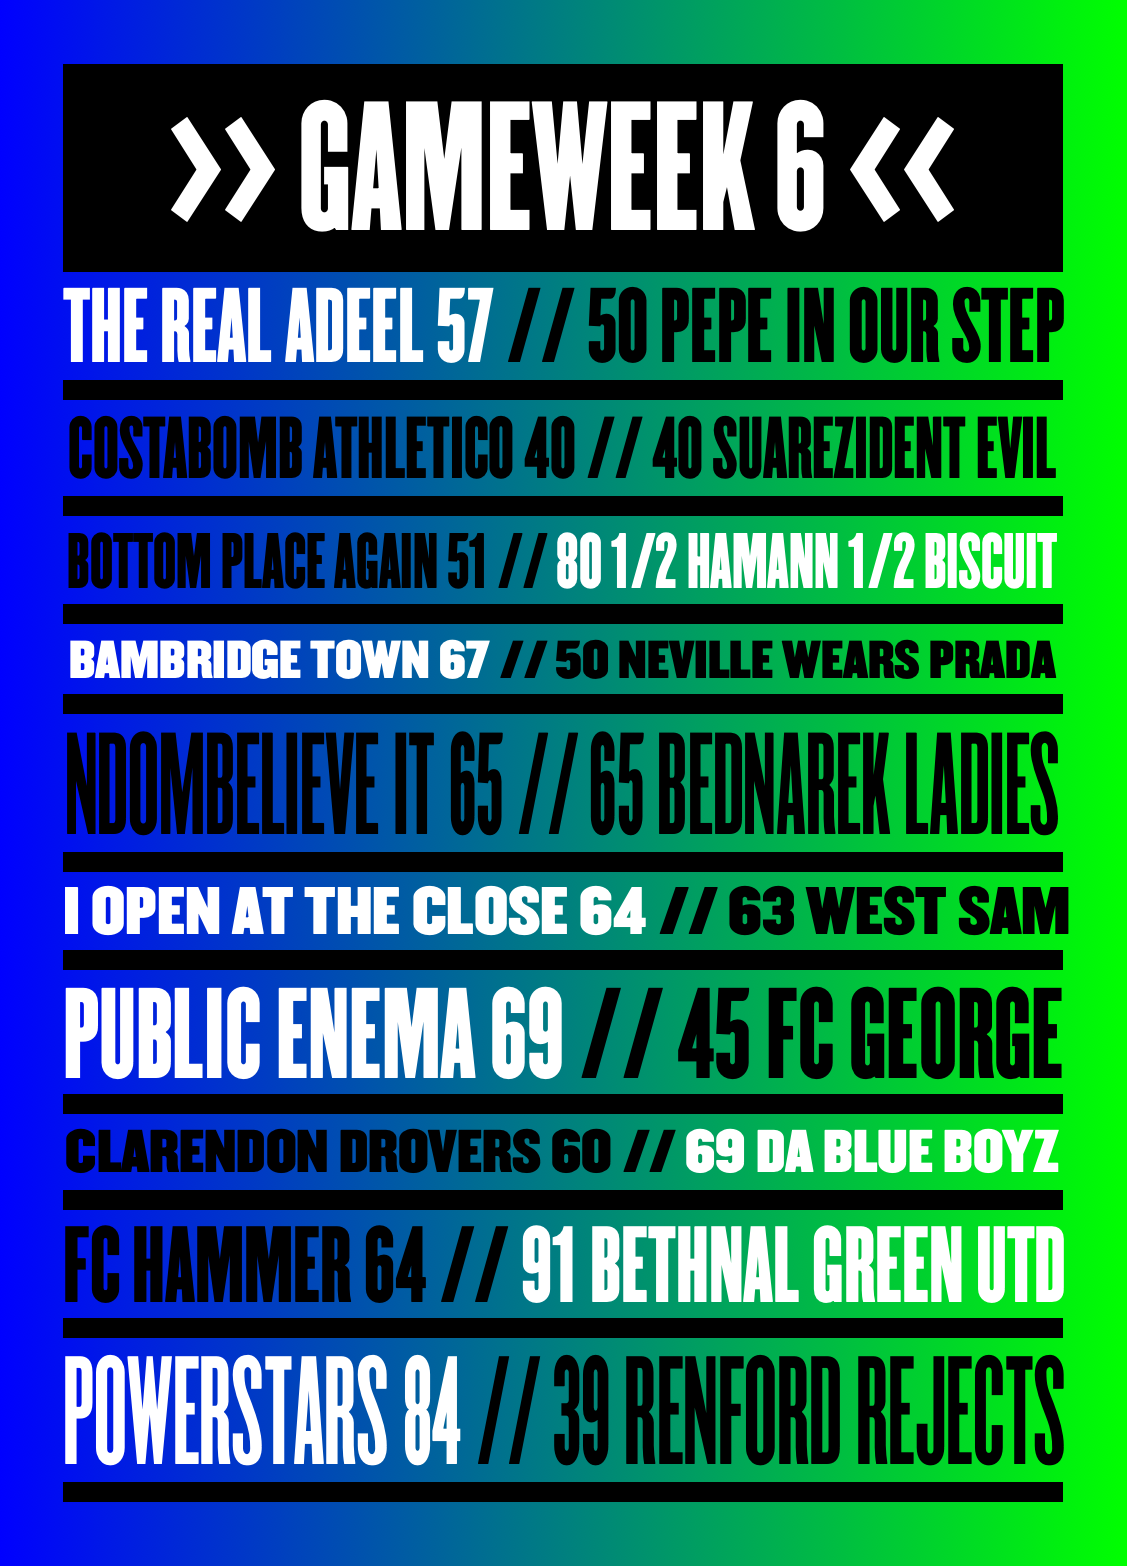 >> GAMEWEEK 6 <<
THE REAL ADEEL 57 // 50 PEPE IN OUR STEP
COSTABOMB ATHLETICO 40 // 40 SUAREZIDENT EVIL
BOTTOM PLACE AGAIN 51 // 80 1/2 HAMANN 1/2 BISCUIT
BAMBRIDGE TOWN 67 // 50 NEVILLE WEARS PRADA
NDOMBELIEVE IT 65 // 65 BEDNAREK LADIES
I OPEN AT THE CLOSE 64 // 63 WEST SAM
PUBLIC ENEMA 69 // 45 FC GEORGE
CLARENDON DROVERS 60 // 69 DA BLUE BOYZ
FC HAMMER 64 // 91 BETHNAL GREEN UTD
POWERSTARS 84 // 39 RENFORD REJECTS